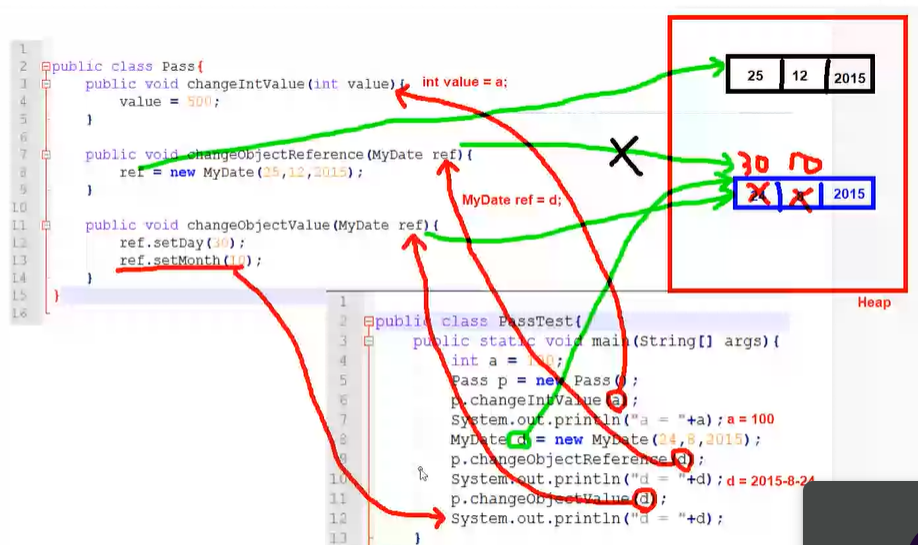 1
2 public class Pass{
3 public void changeIntValue(int value){ int value = a;
4 value = 500;
5 }
6
7 public void changeObjectReference(MyDate ref){
8 ref = new MyDate(25,12,2015);
9 }
10
11 public void changeObjectValue(MyDate ref){
12 ref.setDay(30);
13 ref.setMonth(10);
14 }
15 }
16
MyDate ref = d;
25 12 2015
30 10
24 8 2015
Heap
1
2 public class PassTest{
3 public static void main(String[] args){
4 int a = 100;
5 Pass p = new Pass();
6 p.changeIntValue(a);
7 System.out.println("a = "+a); a = 100
8 MyDate d = new MyDate(24,8,2015);
9 p.changeObjectReference(d);
10 System.out.println("d = "+d); d = 2015-8-24
11 p.changeObjectValue(d);
12 System.out.println("d = "+d);
13 }